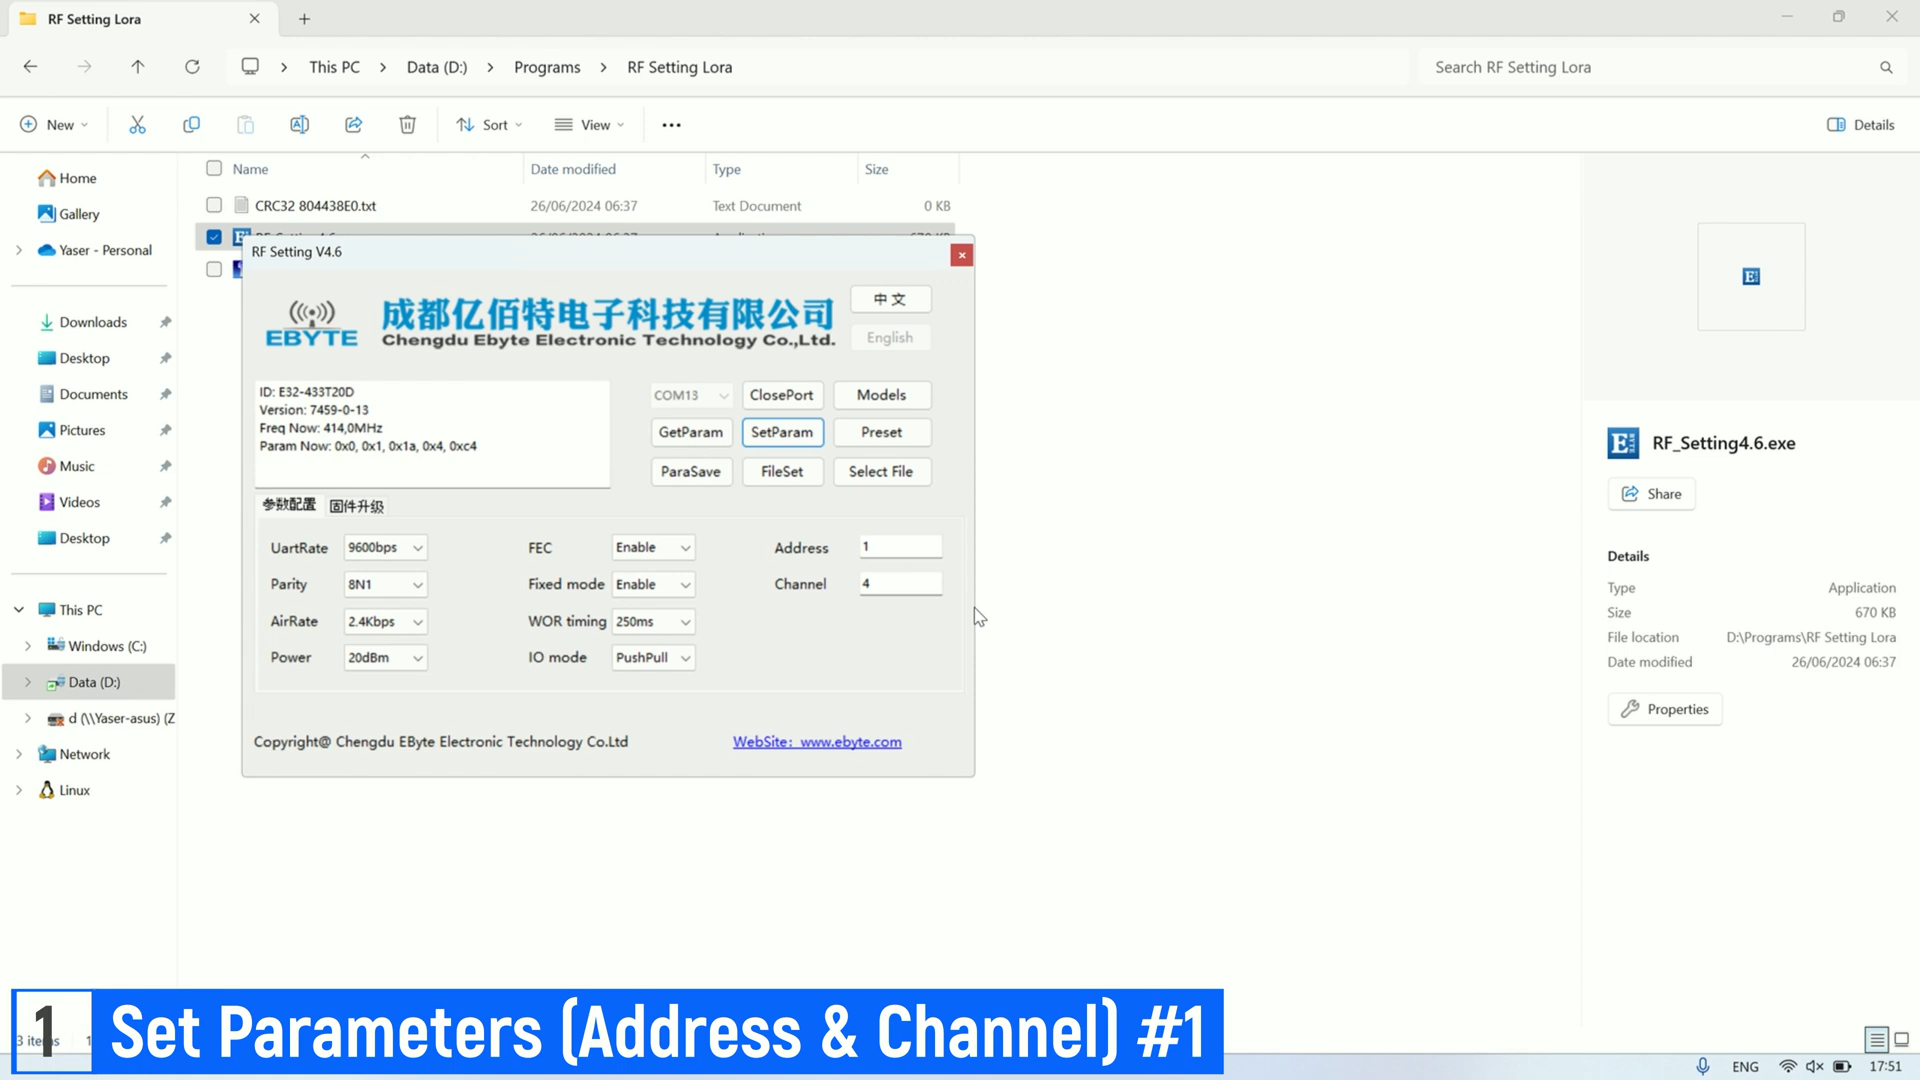 RF Setting Lora
This PC > Data (D:) > Programs > RF Setting Lora
Search RF Setting Lora
New
Sort
View
Details
Name Date modified Type Size
CRC32 804438E0.txt 26/06/2024 06:37 Text Document 0 KB
Home
Gallery
Yaser - Personal
Downloads
Desktop
Documents
Pictures
Music
Videos
Desktop
This PC
Windows (C:)
Data (D:)
d (\\Yaser-asus) (Z
Network
Linux
RF Setting V4.6
EBYTE
成都亿佰特电子科技有限公司
Chengdu Ebyte Electronic Technology Co.,Ltd.
中 文
English
ID: E32-433T20D
Version: 7459-0-13
Freq Now: 414,0MHz
Param Now: 0x0, 0x1, 0x1a, 0x4, 0xc4
COM13 ClosePort Models
GetParam SetParam Preset
ParaSave FileSet Select File
参数配置 固件升级
UartRate 9600bps FEC Enable Address 1
Parity 8N1 Fixed mode Enable Channel 4
AirRate 2.4Kbps WOR timing 250ms
Power 20dBm IO mode PushPull
Copyright@ Chengdu EByte Electronic Technology Co.Ltd WebSite: www.ebyte.com
RF_Setting4.6.exe
Share
Details
Type Application
Size 670 KB
File location D:\Programs\RF Setting Lora
Date modified 26/06/2024 06:37
Properties
1 Set Parameters (Address & Channel) #1
ENG 17:51